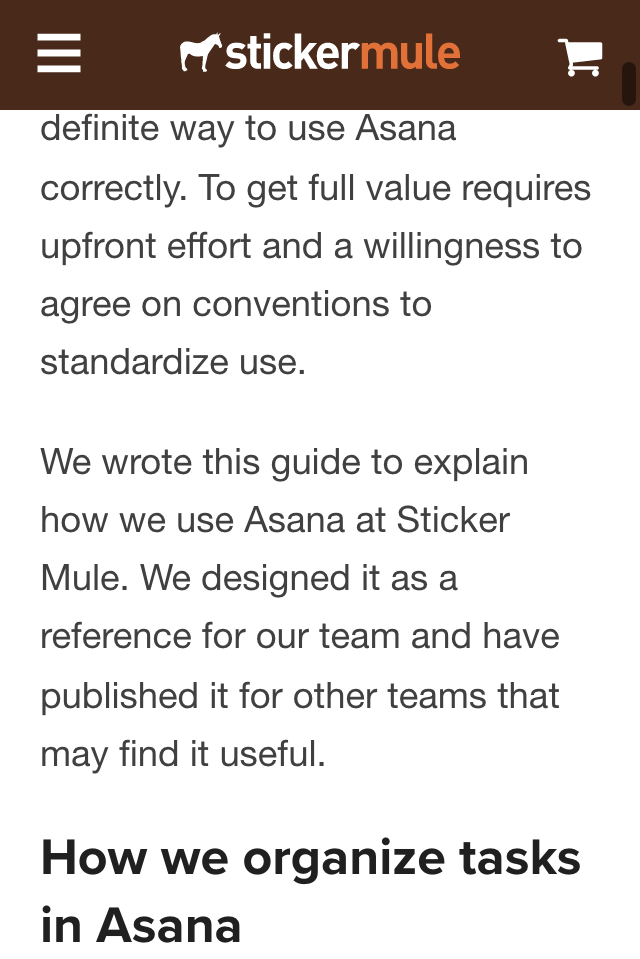 stickermule
definite way to use Asana
correctly. To get full value requires
upfront effort and a willingness to
agree on conventions to
standardize use.
We wrote this guide to explain
how we use Asana at Sticker
Mule. We designed it as a
reference for our team and have
published it for other teams that
may find it useful.
How we organize tasks
in Asana